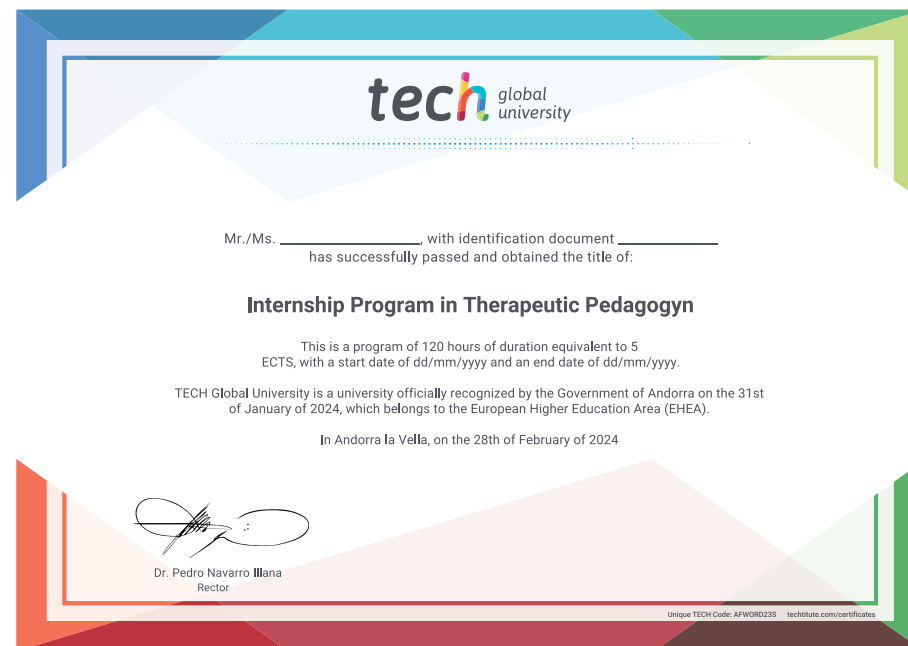 tech global
university
Mr./Ms. ____________________, with identification document ______________
has successfully passed and obtained the title of:
Internship Program in Therapeutic Pedagogyn
This is a program of 120 hours of duration equivalent to 5
ECTS, with a start date of dd/mm/yyyy and an end date of dd/mm/yyyy.
TECH Global University is a university officially recognized by the Government of Andorra on the 31st
of January of 2024, which belongs to the European Higher Education Area (EHEA).
In Andorra la Vella, on the 28th of February of 2024
Dr. Pedro Navarro Illana
Rector
Unique TECH Code: AFWORD23S techtitute.com/certificates